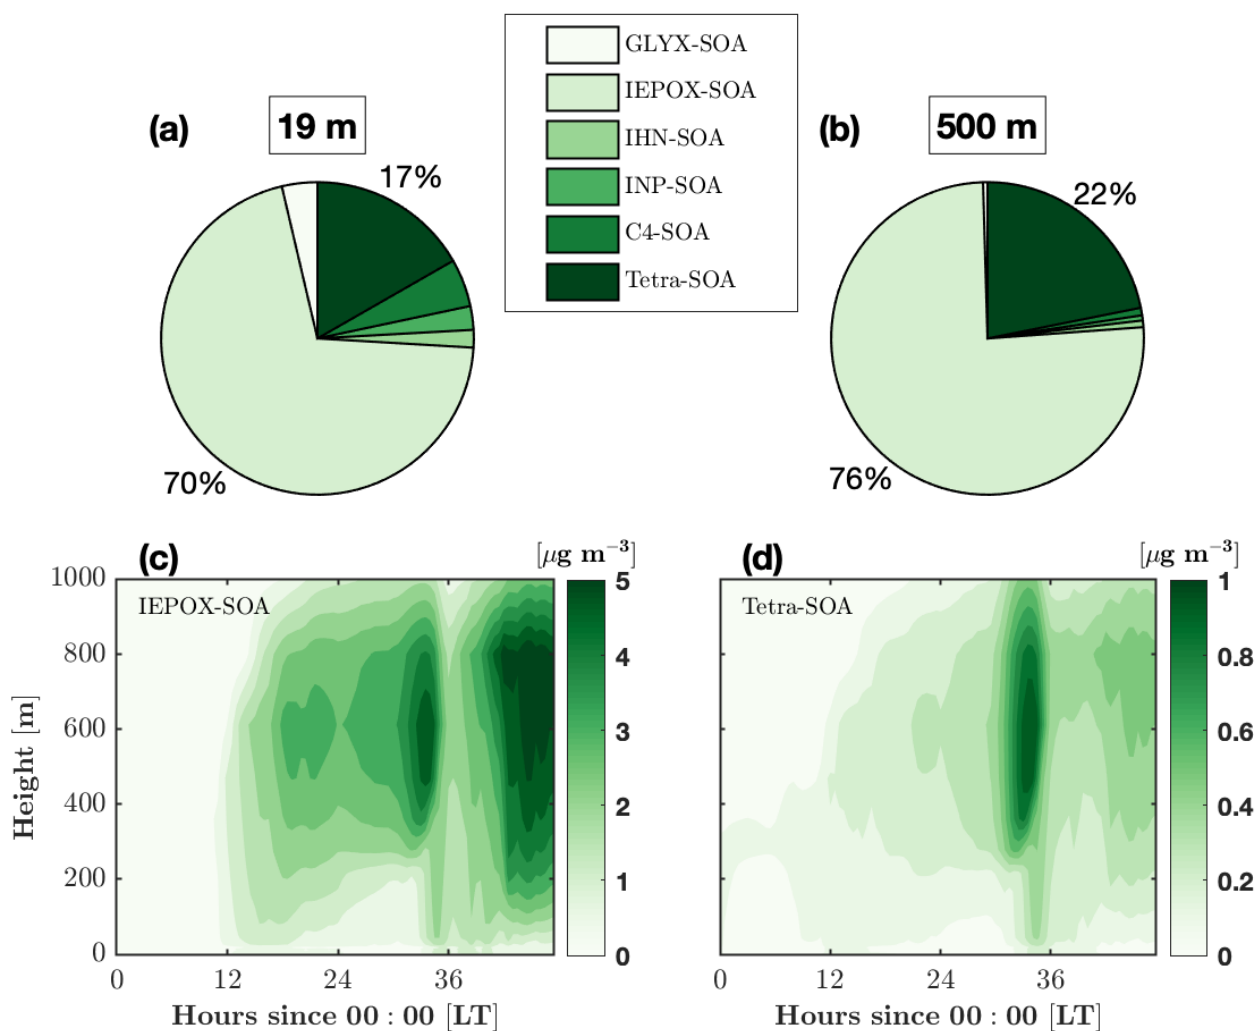 GLYX-SOA
IEPOX-SOA
IHN-SOA
INP-SOA
C4-SOA
Tetra-SOA
(a)
19 m
17%
70%
(b)
500 m
22%
76%
(c)
[μg m⁻³]
IEPOX-SOA
1000
800
600
400
200
0
Height [m]
0 12 24 36
Hours since 00 : 00 [LT]
5
4
3
2
1
0
(d)
[μg m⁻³]
Tetra-SOA
0 12 24 36
Hours since 00 : 00 [LT]
1
0.8
0.6
0.4
0.2
0